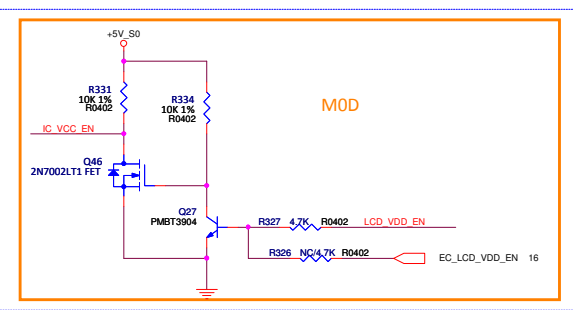 +5V_S0
R331
10K 1%
R0402
R334
10K 1%
R0402
M0D
IC_VCC_EN
Q46
2N7002LT1 FET
Q27
PMBT3904
R327 4.7K R0402 LCD_VDD_EN
R326 NC/4.7K R0402
EC_LCD_VDD_EN 16